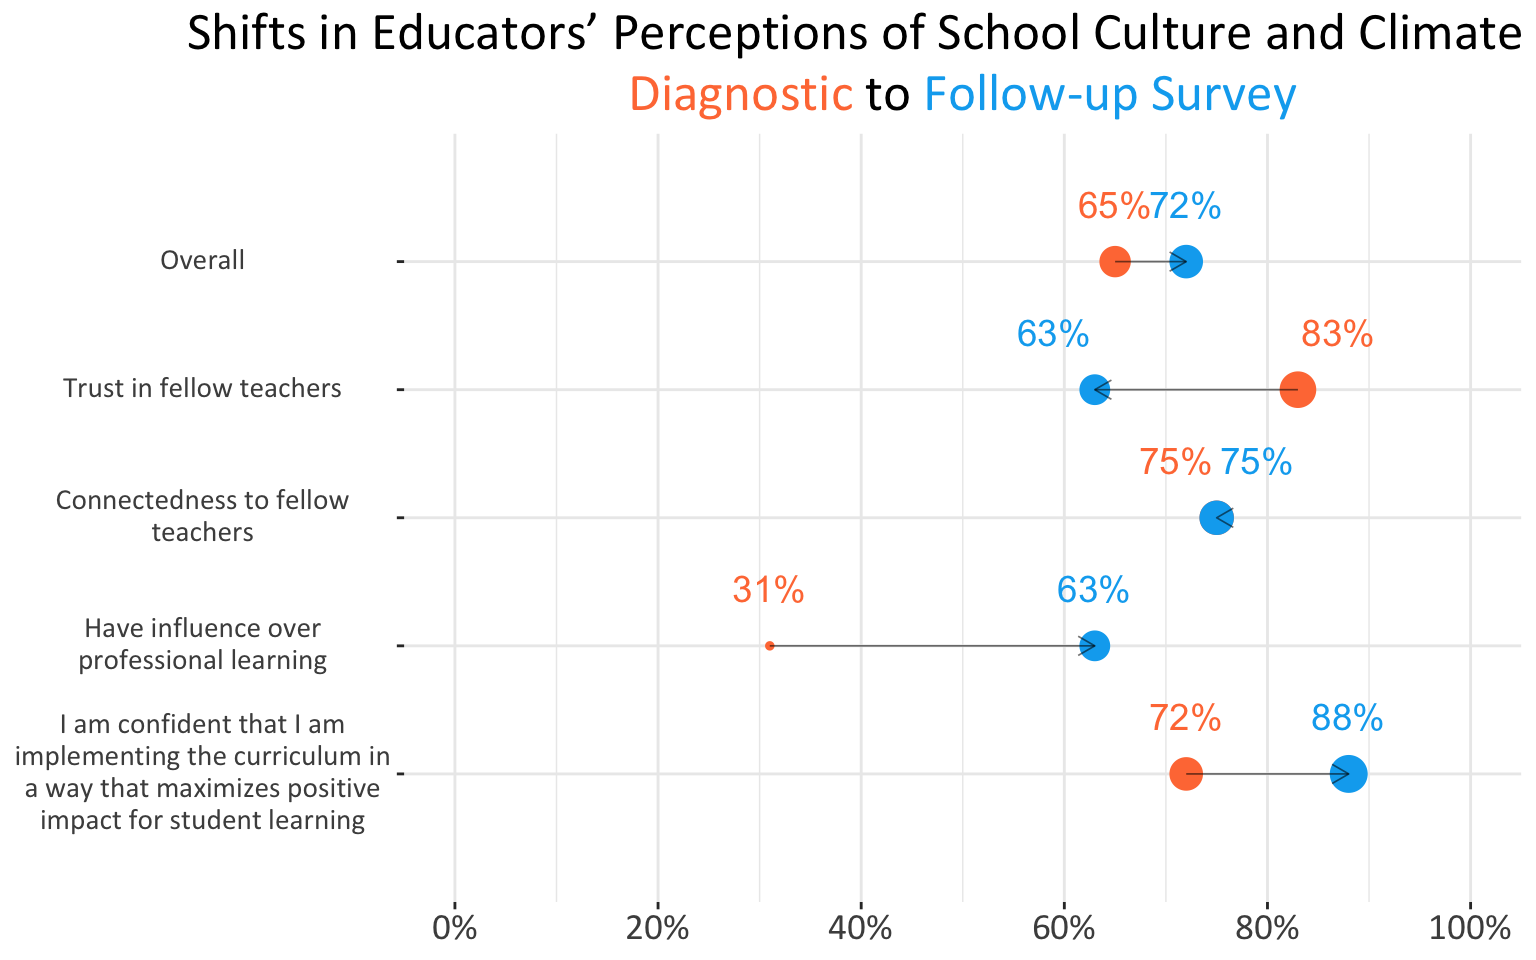 Shifts in Educators’ Perceptions of School Culture and Climate
Diagnostic to Follow-up Survey
65% 72%
Overall
63% 83%
Trust in fellow teachers
75% 75%
Connectedness to fellow
teachers
31% 63%
Have influence over
professional learning
72% 88%
I am confident that I am
implementing the curriculum in
a way that maximizes positive
impact for student learning
0% 20% 40% 60% 80% 100%